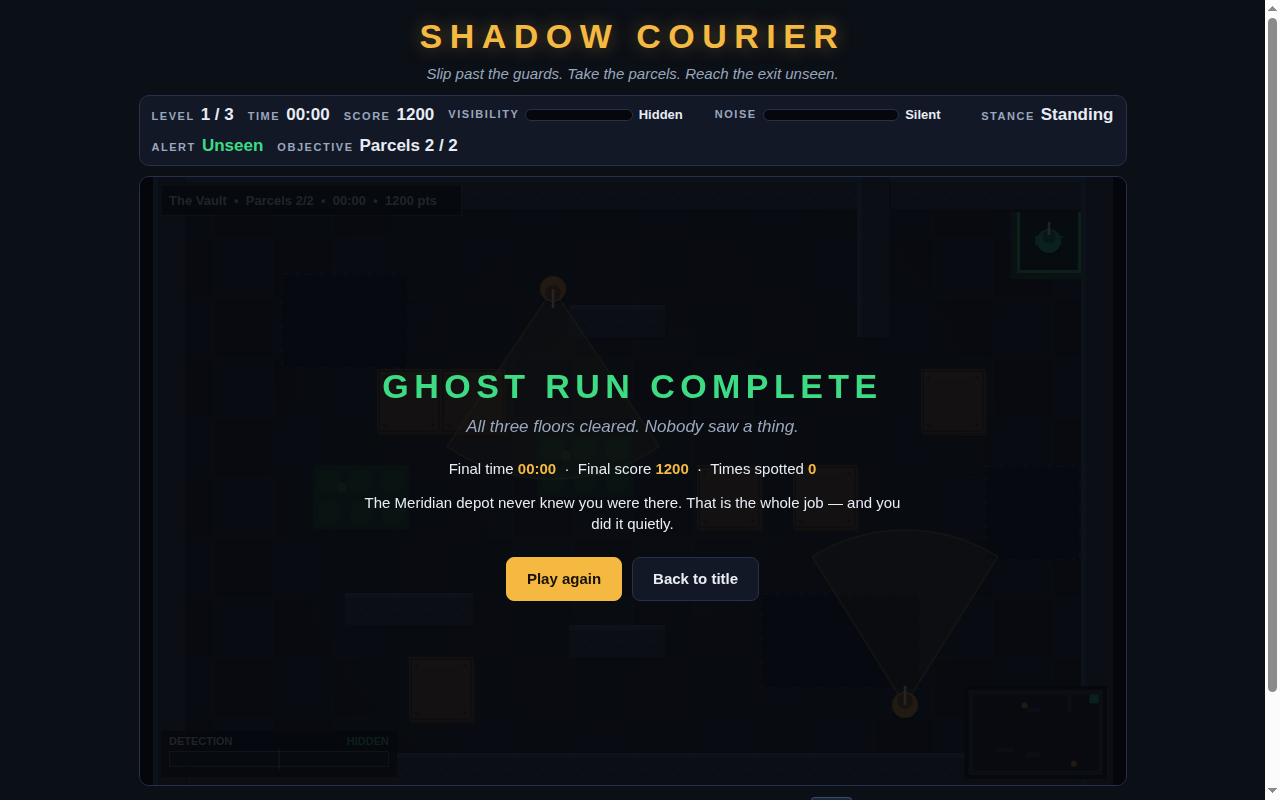 SHADOW COURIER
Slip past the guards. Take the parcels. Reach the exit unseen.
LEVEL 1 / 3 TIME 00:00 SCORE 1200 VISIBILITY Hidden NOISE Silent STANCE Standing
ALERT Unseen OBJECTIVE Parcels 2 / 2
The Vault • Parcels 2/2 • 00:00 • 1200 pts
GHOST RUN COMPLETE
All three floors cleared. Nobody saw a thing.
Final time 00:00 · Final score 1200 · Times spotted 0
The Meridian depot never knew you were there. That is the whole job — and you
did it quietly.
Play again Back to title
DETECTION HIDDEN